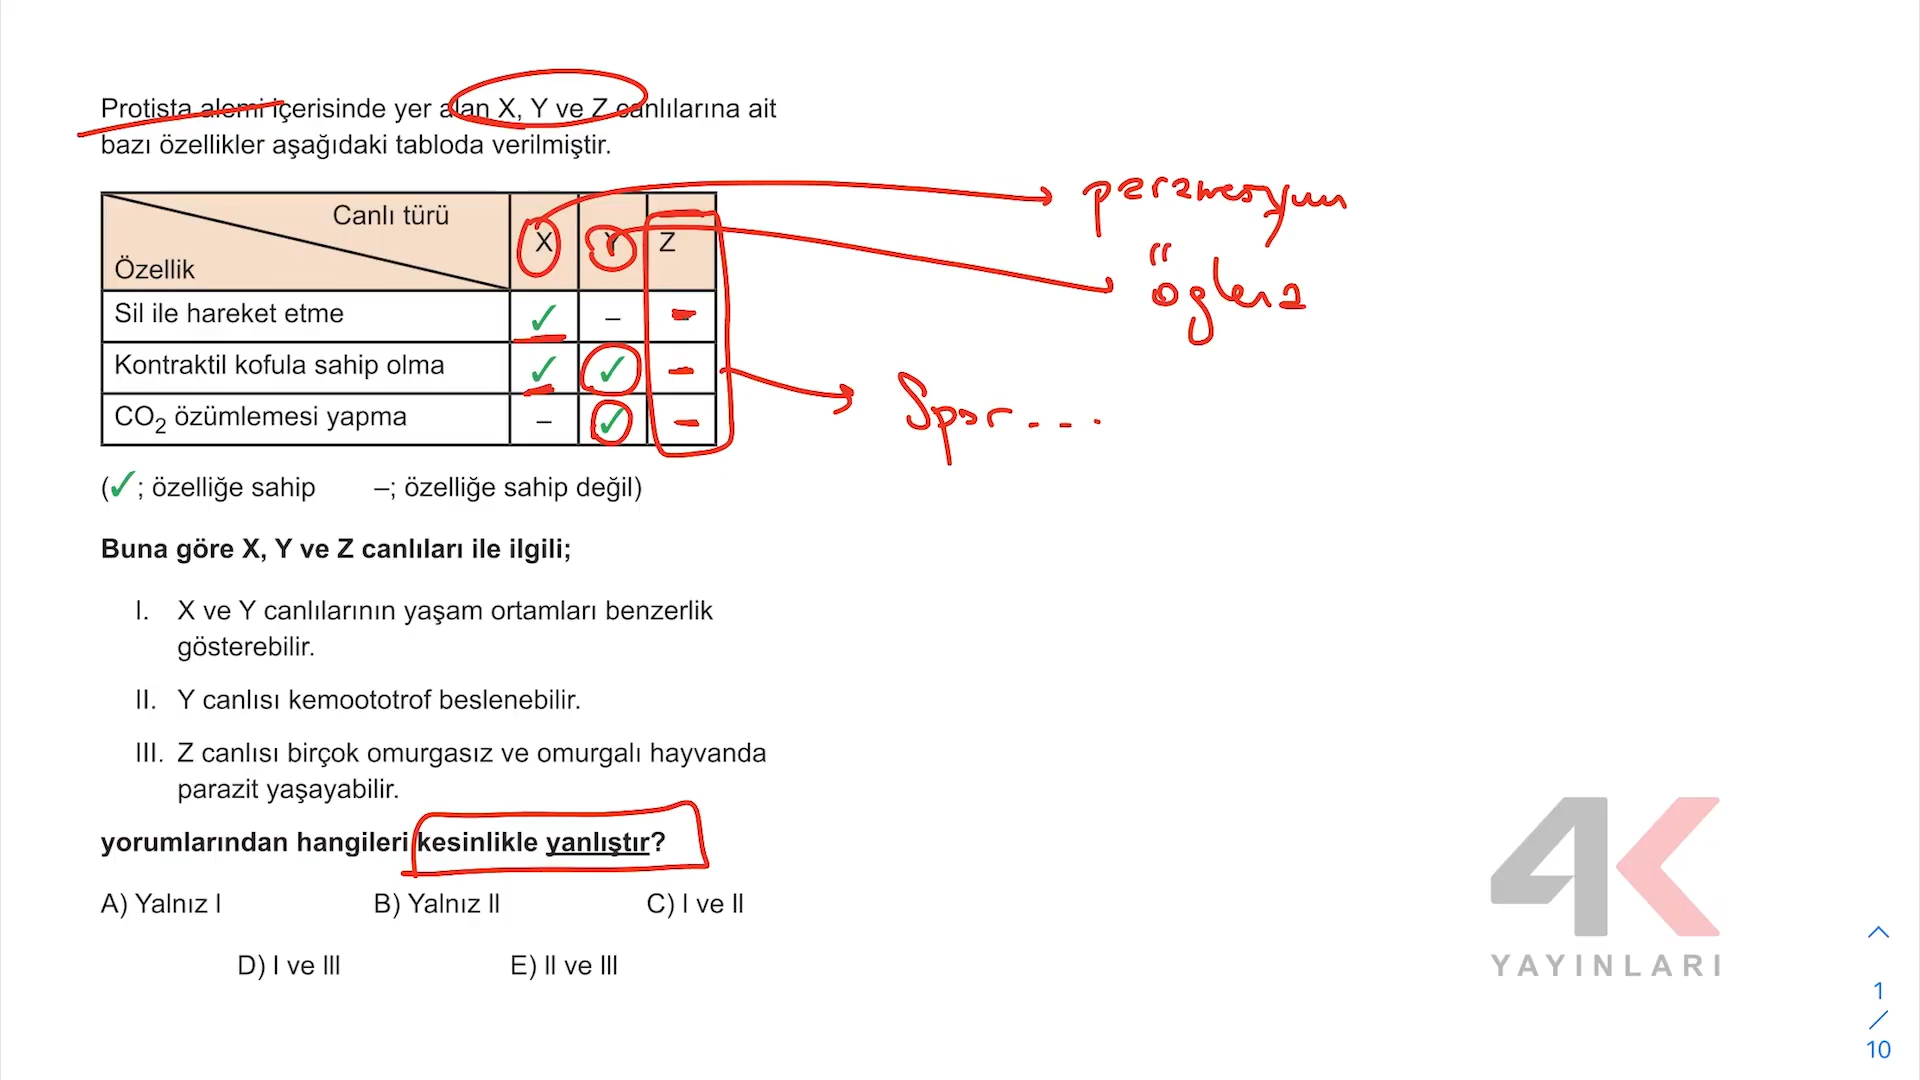 Protista alemi içerisinde yer alan X, Y ve Z canlılarına ait
bazı özellikler aşağıdaki tabloda verilmiştir.
Canlı türü
Özellik
X Y Z
Sil ile hareket etme ✓ – –
Kontraktil kofula sahip olma ✓ ✓ –
CO₂ özümlemesi yapma – ✓ –
paramesyum
öglena
Spor...
(✓; özelliğe sahip –; özelliğe sahip değil)
Buna göre X, Y ve Z canlıları ile ilgili;
I. X ve Y canlılarının yaşam ortamları benzerlik
gösterebilir.
II. Y canlısı kemoototrof beslenebilir.
III. Z canlısı birçok omurgasız ve omurgalı hayvanda
parazit yaşayabilir.
yorumlarından hangileri kesinlikle yanlıştır?
A) Yalnız I B) Yalnız II C) I ve II
D) I ve III E) II ve III
4K
YAYINLARI
1
/
10